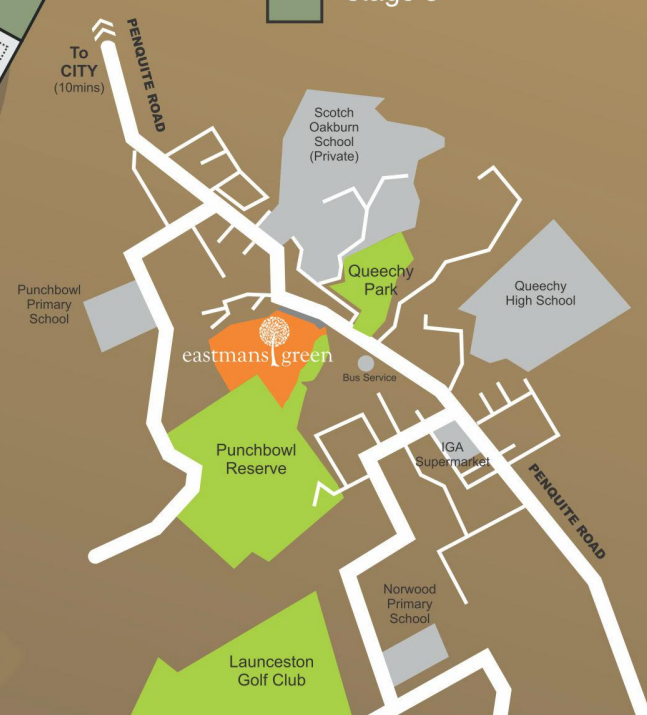 To
CITY
(10mins)
PENQUITE ROAD
Scotch
Oakburn
School
(Private)
Queechy
Park
Queechy
High School
Punchbowl
Primary
School
eastmans green
Bus Service
Punchbowl
Reserve
IGA
Supermarket
PENQUITE ROAD
Norwood
Primary
School
Launceston
Golf Club